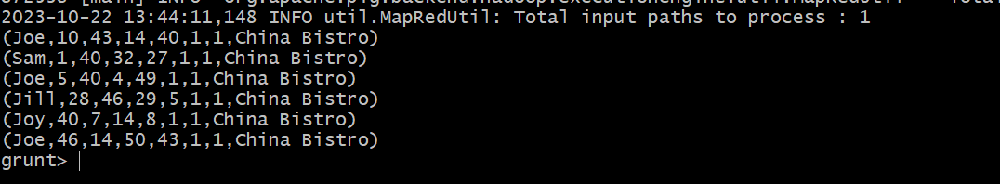 2023-10-22 13:44:11,148 INFO util.MapRedUtil: Total input paths to process : 1
(Joe,10,43,14,40,1,1,China Bistro)
(Sam,1,40,32,27,1,1,China Bistro)
(Joe,5,40,4,49,1,1,China Bistro)
(Jill,28,46,29,5,1,1,China Bistro)
(Joy,40,7,14,8,1,1,China Bistro)
(Joe,46,14,50,43,1,1,China Bistro)
grunt>